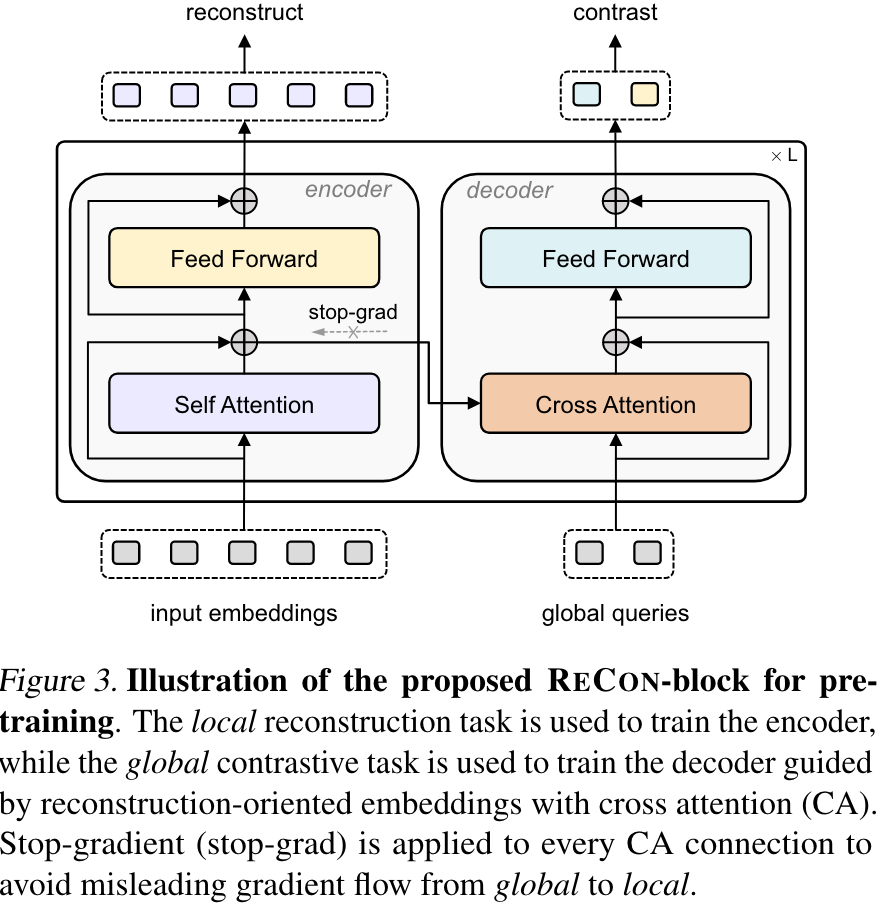 reconstruct
contrast
× L
encoder
decoder
Feed Forward
Feed Forward
stop-grad
Self Attention
Cross Attention
input embeddings
global queries
Figure 3. Illustration of the proposed RECON-block for pre-
training. The local reconstruction task is used to train the encoder,
while the global contrastive task is used to train the decoder guided
by reconstruction-oriented embeddings with cross attention (CA).
Stop-gradient (stop-grad) is applied to every CA connection to
avoid misleading gradient flow from global to local.